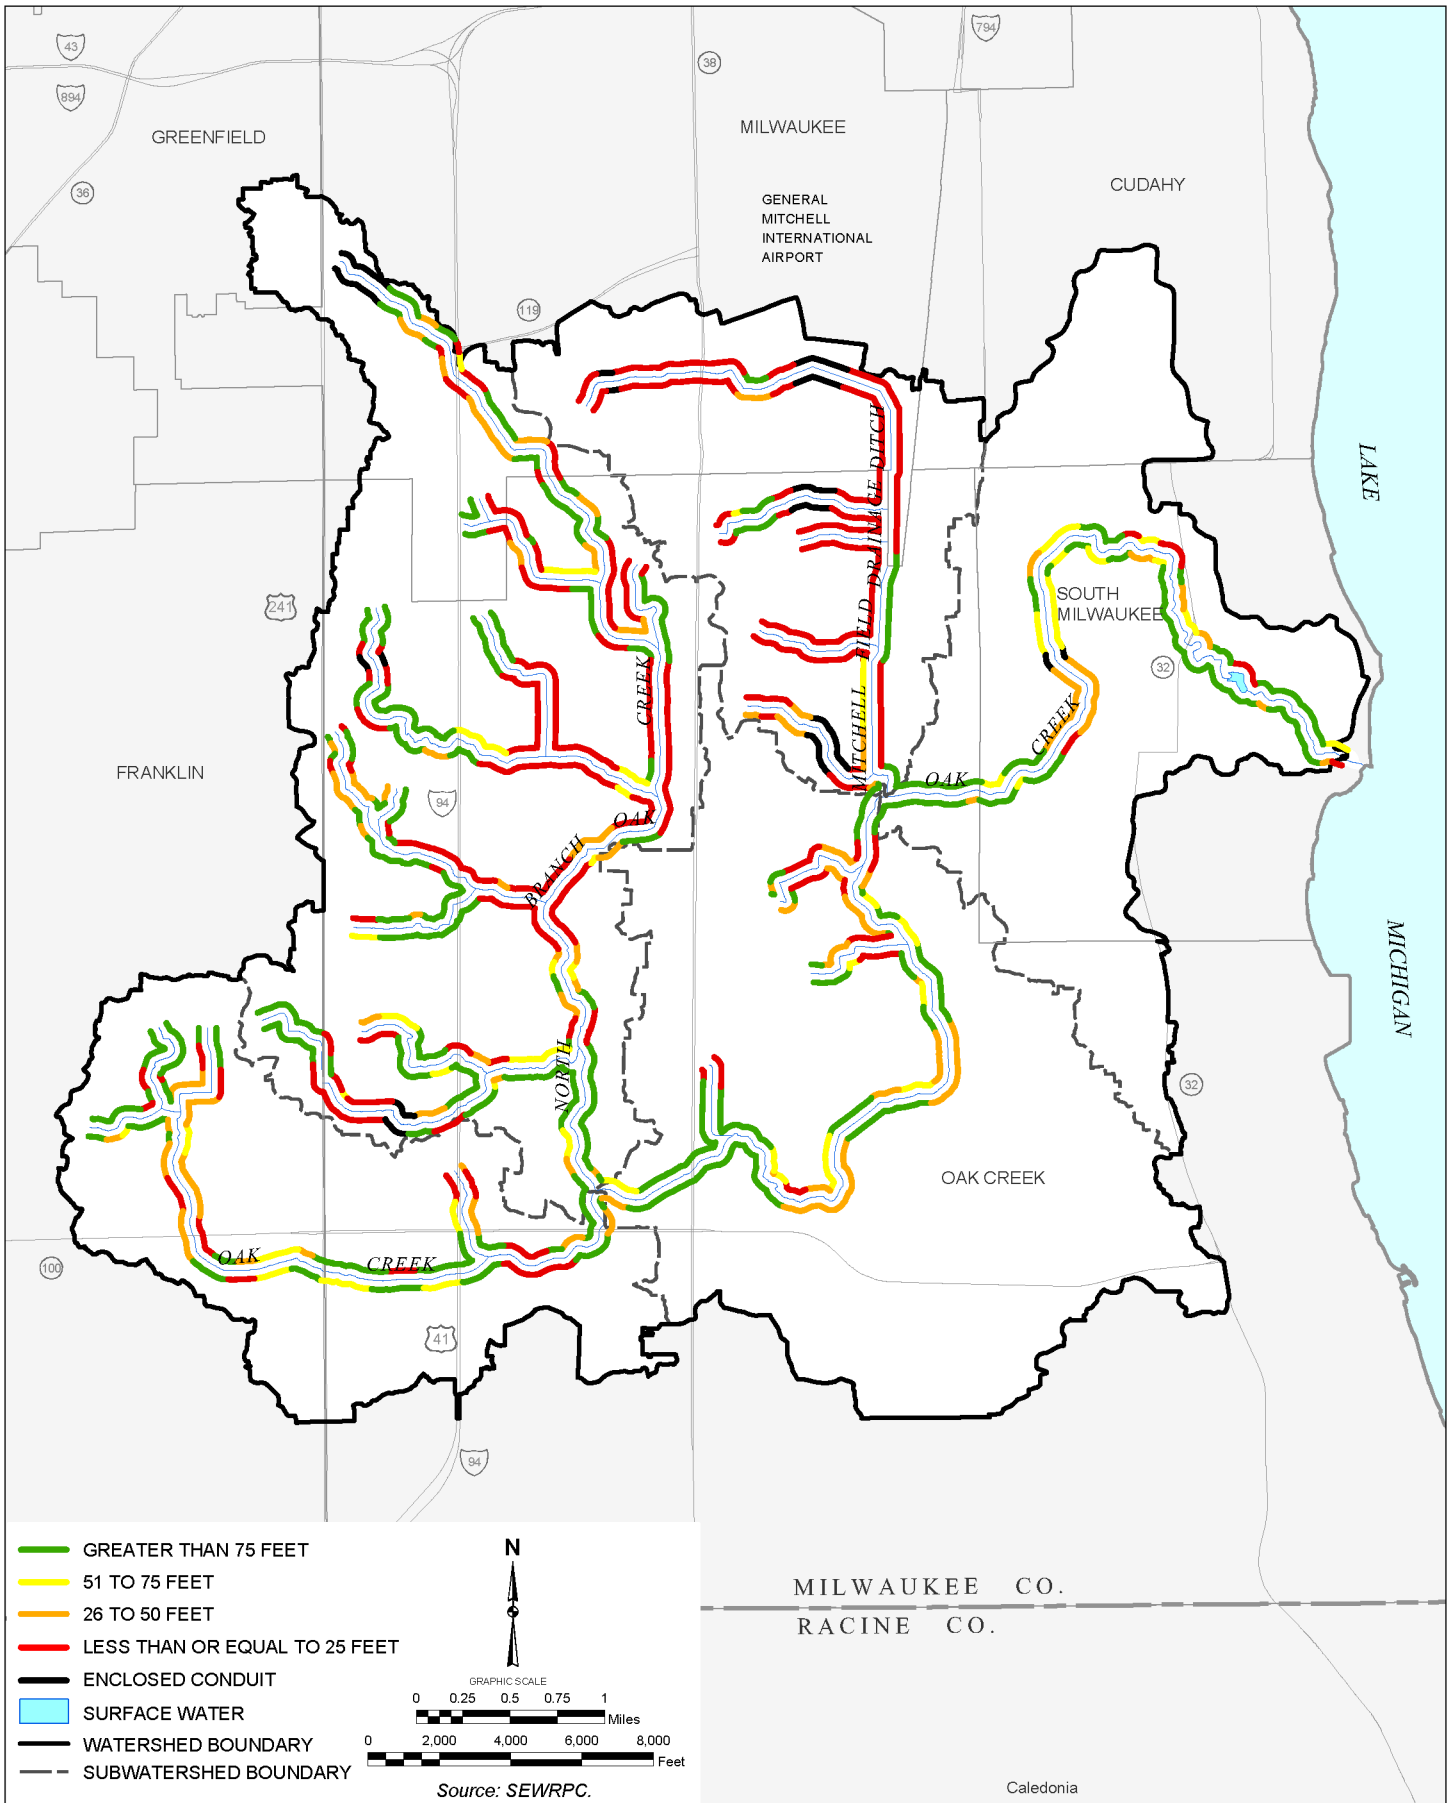 43
894
794
38
GREENFIELD
MILWAUKEE
36
CUDAHY
GENERAL
MITCHELL
INTERNATIONAL
AIRPORT
119
LAKE
MITCHELL FIELD DRAINAGE DITCH
241
SOUTH
MILWAUKEE
32
CREEK
CREEK
FRANKLIN
OAK
94
OAK
BRANCH
MICHIGAN
NORTH
32
OAK CREEK
OAK
CREEK
100
41
94
GREATER THAN 75 FEET
51 TO 75 FEET
26 TO 50 FEET
LESS THAN OR EQUAL TO 25 FEET
ENCLOSED CONDUIT
SURFACE WATER
WATERSHED BOUNDARY
SUBWATERSHED BOUNDARY
N
GRAPHIC SCALE
0 0.25 0.5 0.75 1
Miles
0 2,000 4,000 6,000 8,000
Feet
Source: SEWRPC.
MILWAUKEE CO.
RACINE CO.
Caledonia